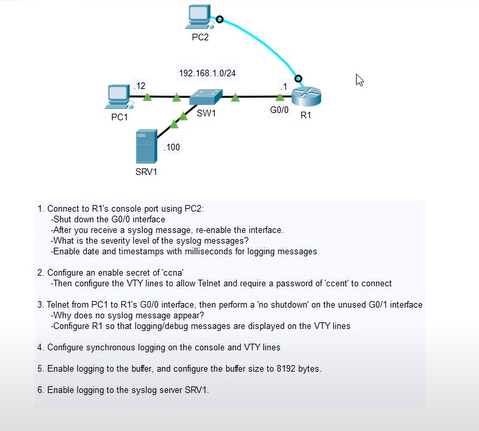 PC2
192.168.1.0/24
.12
.1
PC1
SW1
G0/0
R1
.100
SRV1
1. Connect to R1's console port using PC2:
-Shut down the G0/0 interface
-After you receive a syslog message, re-enable the interface.
-What is the severity level of the syslog messages?
-Enable date and timestamps with milliseconds for logging messages
2. Configure an enable secret of 'ccna'
-Then configure the VTY lines to allow Telnet and require a password of 'ccent' to connect
3. Telnet from PC1 to R1's G0/0 interface, then perform a 'no shutdown' on the unused G0/1 interface
-Why does no syslog message appear?
-Configure R1 so that logging/debug messages are displayed on the VTY lines
4. Configure synchronous logging on the console and VTY lines
5. Enable logging to the buffer, and configure the buffer size to 8192 bytes.
6. Enable logging to the syslog server SRV1.